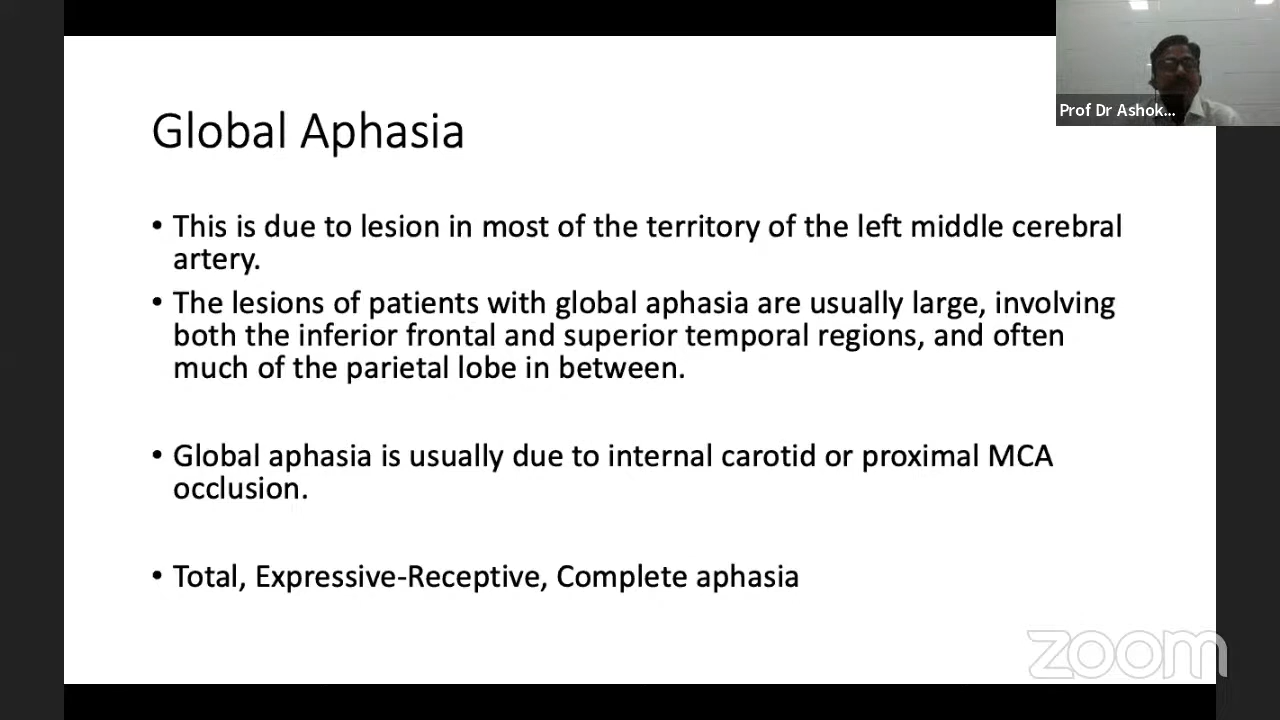 Prof Dr Ashok...
Global Aphasia
• This is due to lesion in most of the territory of the left middle cerebral
artery.
• The lesions of patients with global aphasia are usually large, involving
both the inferior frontal and superior temporal regions, and often
much of the parietal lobe in between.
• Global aphasia is usually due to internal carotid or proximal MCA
occlusion.
• Total, Expressive-Receptive, Complete aphasia
zoom